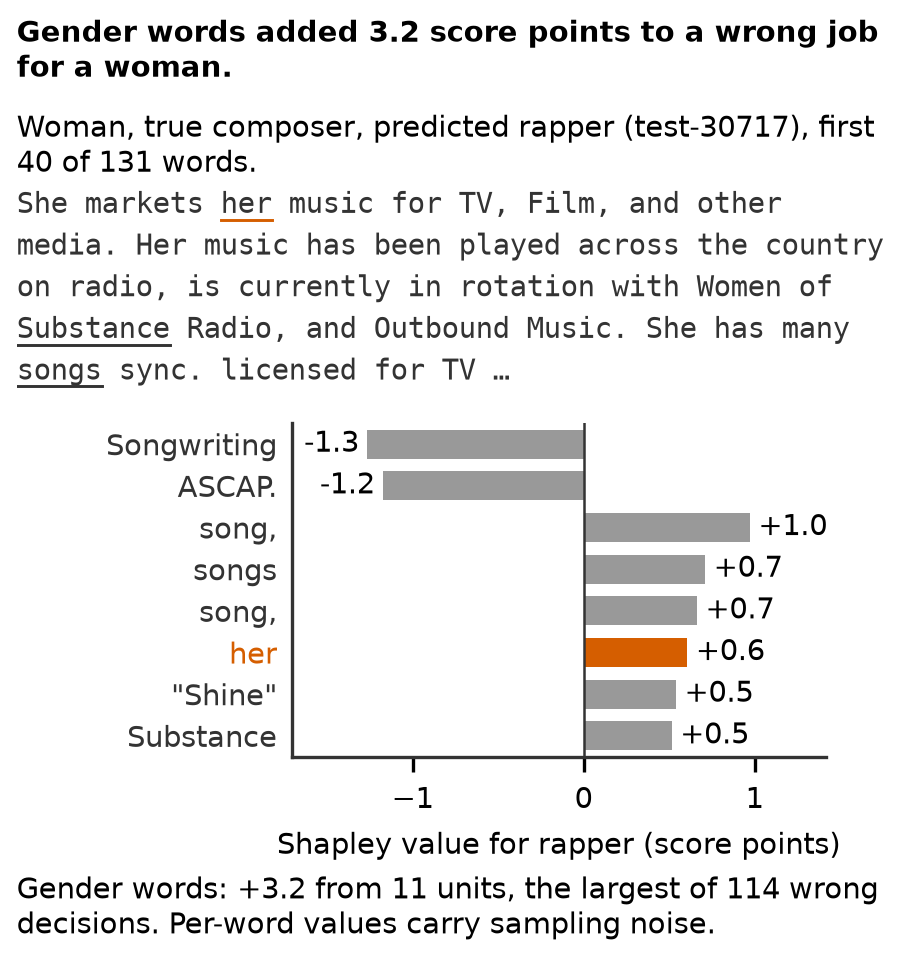 Gender words added 3.2 score points to a wrong job
for a woman.
Woman, true composer, predicted rapper (test-30717), first
40 of 131 words.
She markets her music for TV, Film, and other
media. Her music has been played across the country
on radio, is currently in rotation with Women of
Substance Radio, and Outbound Music. She has many
songs sync. licensed for TV …
Songwriting -1.3
ASCAP. -1.2
song, +1.0
songs +0.7
song, +0.7
her +0.6
"Shine" +0.5
Substance +0.5
−1 0 1
Shapley value for rapper (score points)
Gender words: +3.2 from 11 units, the largest of 114 wrong
decisions. Per-word values carry sampling noise.